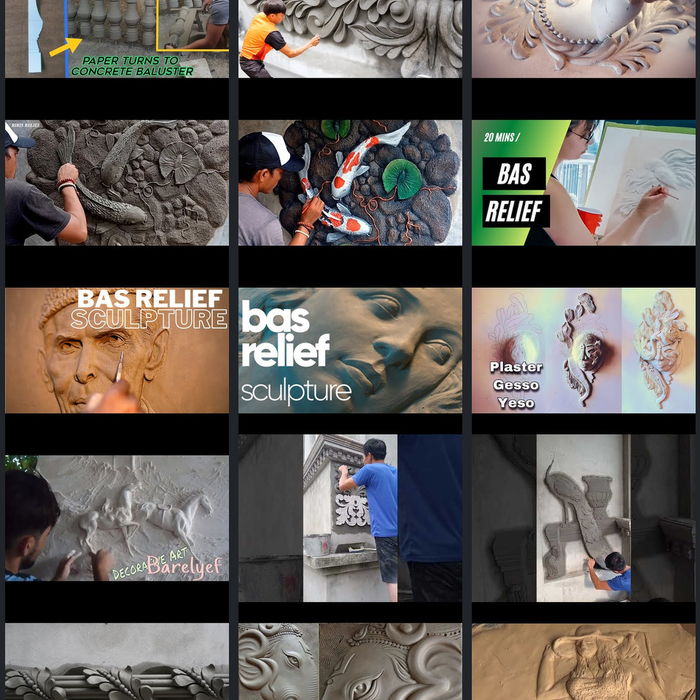 PAPER TURNS TO
CONCRETE BALUSTER
20 MINS /
BAS
RELIEF
BAS RELIEF
SCULPTURE
bas
relief
sculpture
Plaster
Gesso
Yeso
DECORATIVE ART
Barelyef